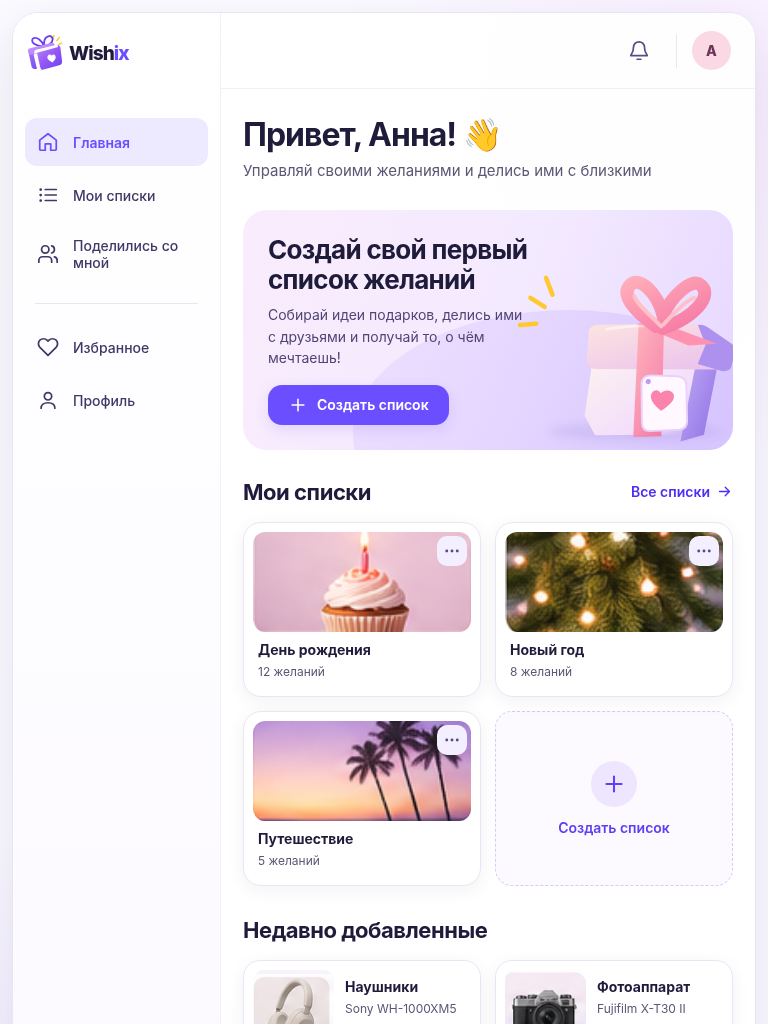 Wishix
A
Главная
Мои списки
Поделились со
мной
Избранное
Профиль
Привет, Анна! 👋
Управляй своими желаниями и делись ими с близкими
Создай свой первый
список желаний
Собирай идеи подарков, делись ими
с друзьями и получай то, о чём
мечтаешь!
Создать список
Мои списки
Все списки →
День рождения
12 желаний
Новый год
8 желаний
Путешествие
5 желаний
Создать список
Недавно добавленные
Наушники
Sony WH-1000XM5
Фотоаппарат
Fujifilm X-T30 II